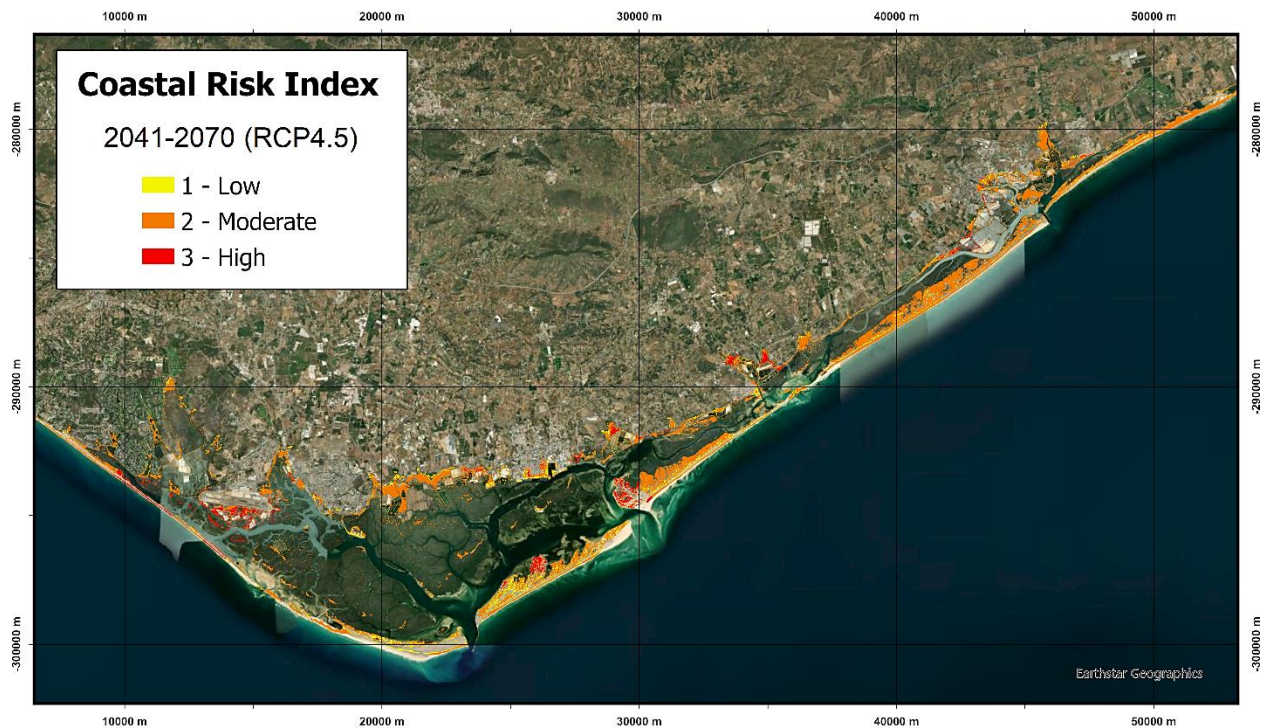 10000 m 20000 m 30000 m 40000 m 50000 m
Coastal Risk Index
2041-2070 (RCP4.5)
1 - Low
2 - Moderate
3 - High
-280000 m -280000 m
-290000 m -290000 m
-300000 m -300000 m
Earthstar Geographics
10000 m 20000 m 30000 m 40000 m 50000 m